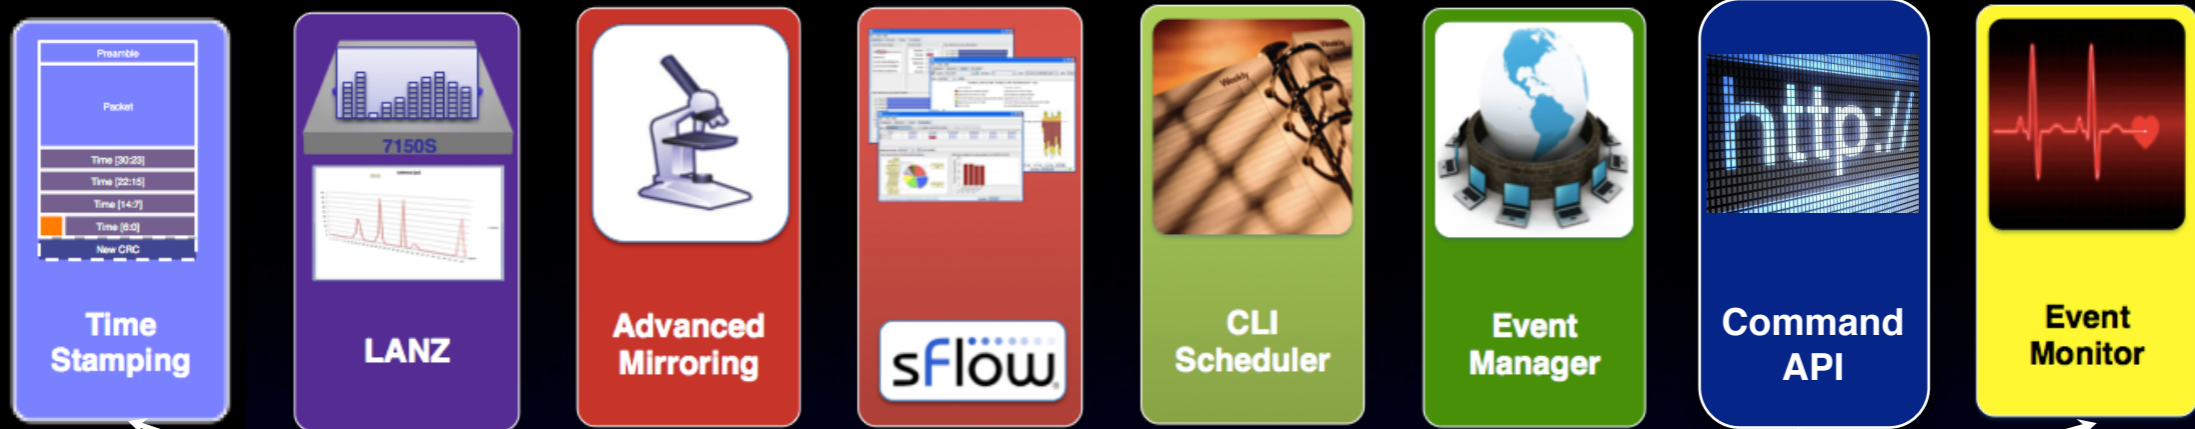 Preamble
Packet
Time [30:23]
Time [22:15]
Time [14:7]
Time [6:0]
New CRC
Time
Stamping
7150S
LANZ
Advanced
Mirroring
sFlow
Weekly
Weekly
CLI
Scheduler
Event
Manager
http://
Command
API
Event
Monitor